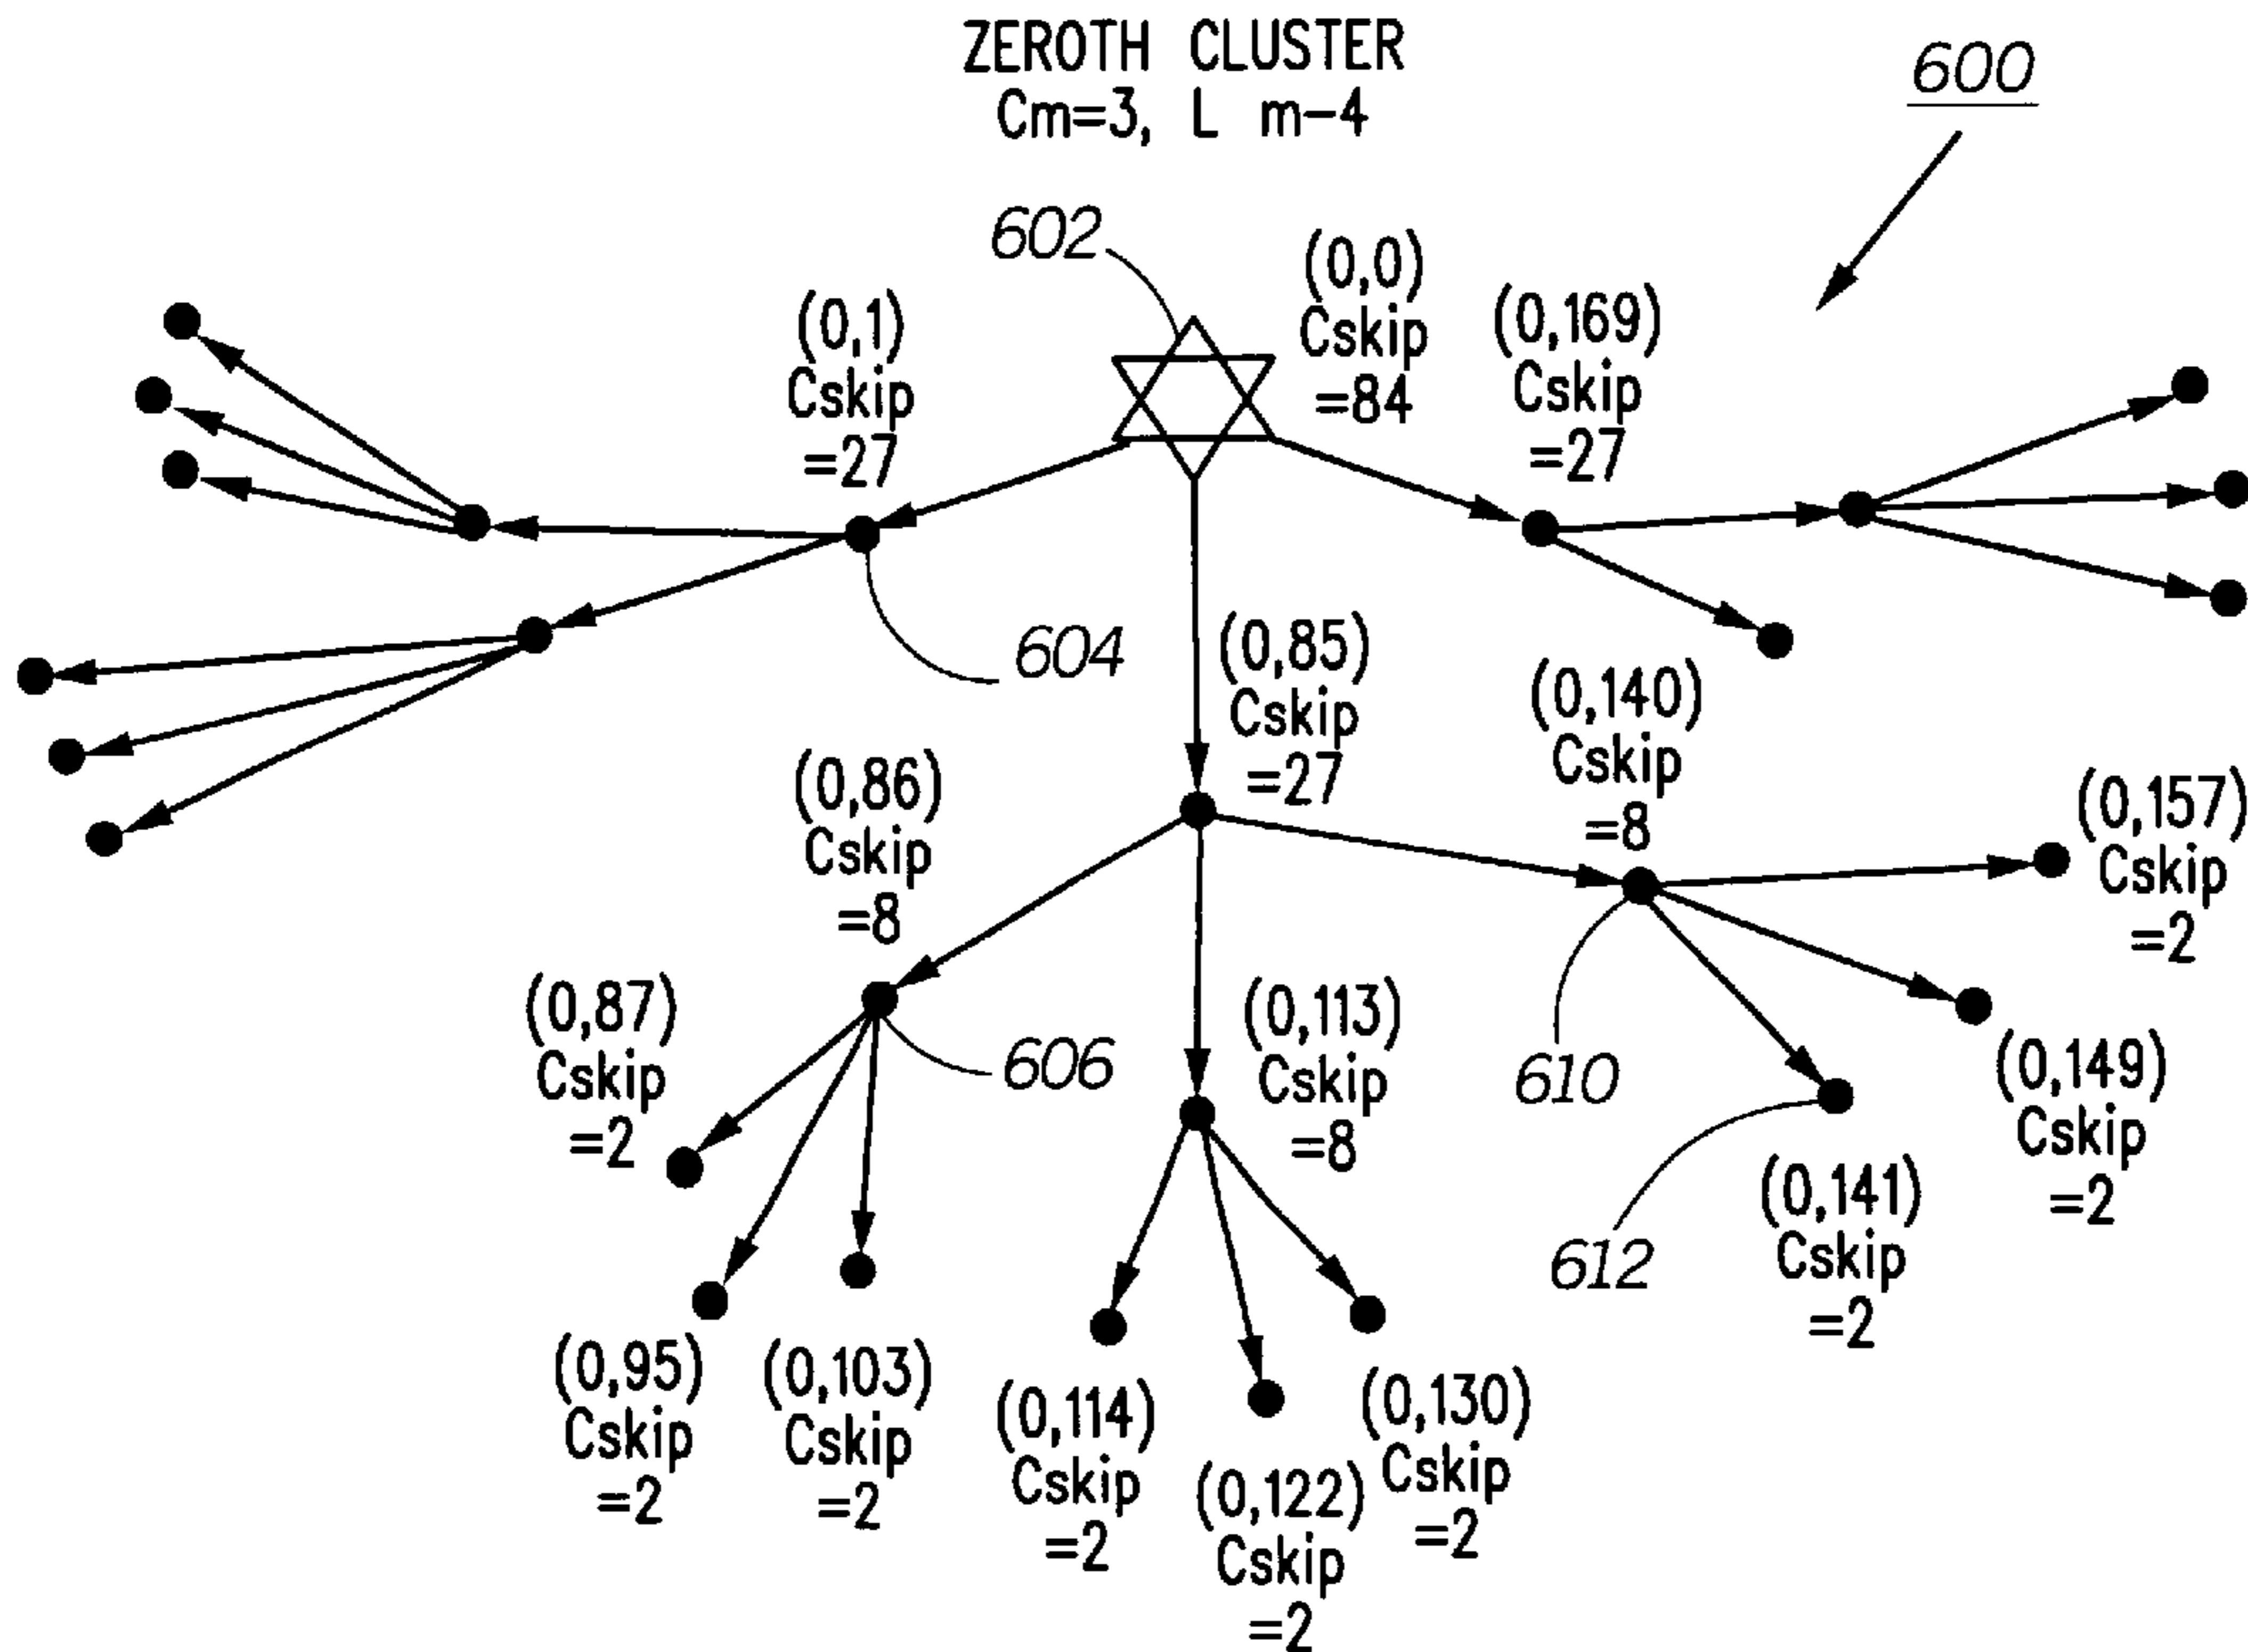 ZEROTH CLUSTER
Cm=3, L m-4
600
602
(0,0)
Cskip
=84
(0,1)
Cskip
=27
(0,169)
Cskip
=27
604
(0,85)
Cskip
=27
(0,140)
Cskip
=8
(0,86)
Cskip
=8
(0,157)
Cskip
=2
(0,87)
Cskip
=2
606
(0,113)
Cskip
=8
610
(0,149)
Cskip
=2
612
(0,141)
Cskip
=2
(0,95)
Cskip
=2
(0,103)
Cskip
=2
(0,114)
Cskip
=2
(0,122)
Cskip
=2
(0,130)
Cskip
=2